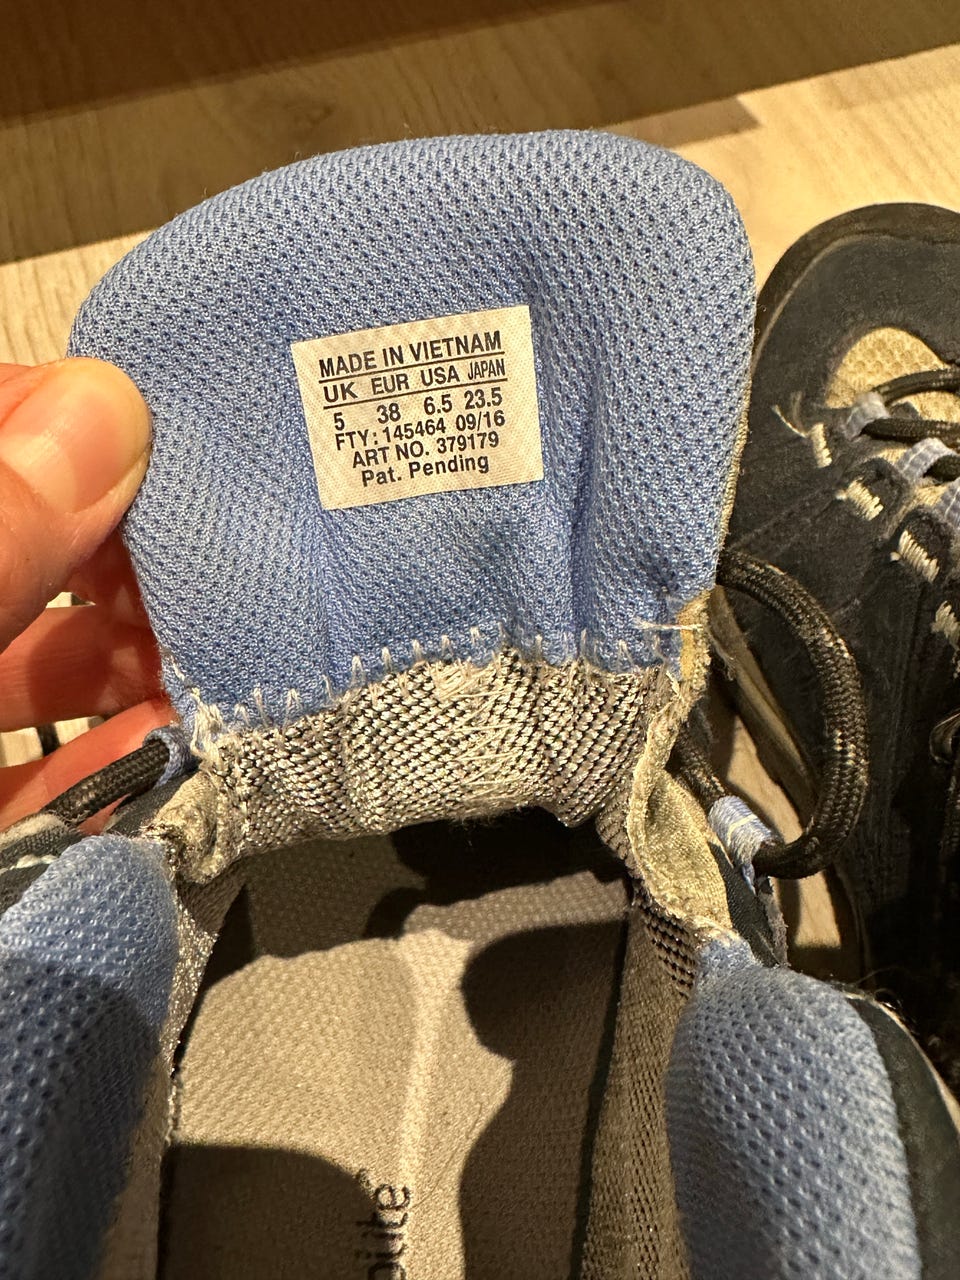 MADE IN VIETNAM
UK EUR USA JAPAN
5 38 6.5 23.5
FTY: 145464 09/16
ART NO. 379179
Pat. Pending